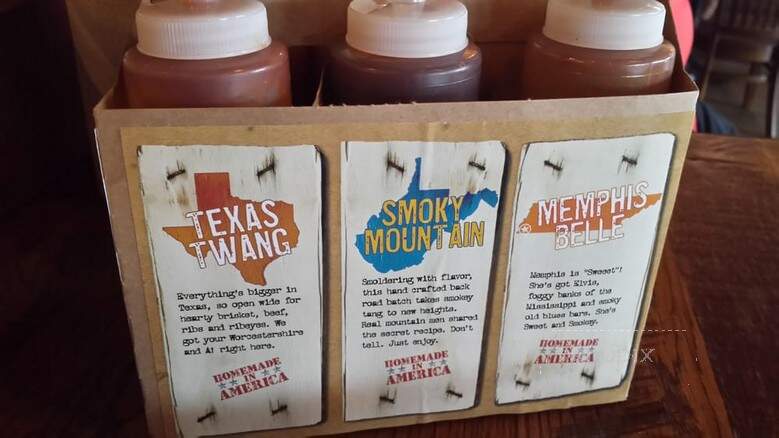 TEXAS
TWANG
Everything's bigger in
Texas, so open wide for
hearty brisket, beef,
ribs and ribeyes. We
got your Worcestershire
and A1 right here.
HOMEMADE
IN
AMERICA
SMOKY
MOUNTAIN
Smoldering with flavor,
this hand crafted back
road batch takes smokey
tang to new heights.
Real mountain men shared
the secret recipe. Don't
tell. Just enjoy.
HOMEMADE
IN
AMERICA
MEMPHIS
BELLE
Memphis is "Sweeet"!
She's got Elvis,
foggy banks of the
Mississippi and smoky
old blues bars. She's
Sweet and Smokey.
HOMEMADE
IN
AMERICA